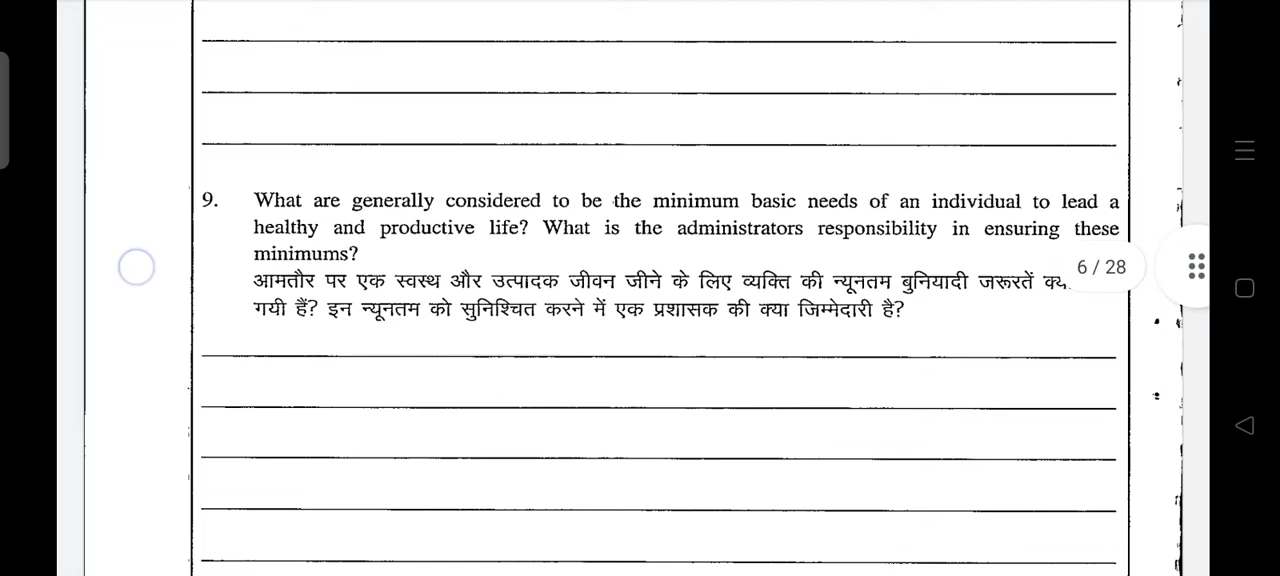 9. What are generally considered to be the minimum basic needs of an individual to lead a
healthy and productive life? What is the administrators responsibility in ensuring these
minimums?
6 / 28
आमतौर पर एक स्वस्थ और उत्पादक जीवन जीने के लिए व्यक्ति की न्यूनतम बुनियादी जरूरतें
गयी हैं? इन न्यूनतम को सुनिश्चित करने में एक प्रशासक की क्या जिम्मेदारी है?